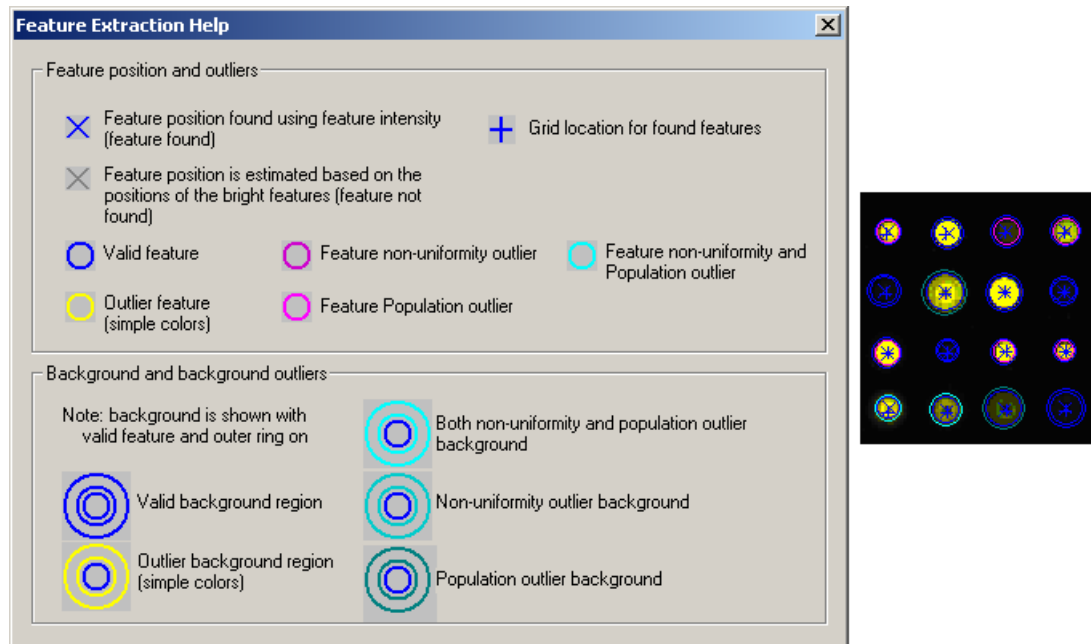 Feature Extraction Help
Feature position and outliers
Feature position found using feature intensity
(feature found)
Grid location for found features
Feature position is estimated based on the
positions of the bright features (feature not
found)
Valid feature
Feature non-uniformity outlier
Feature non-uniformity and
Population outlier
Outlier feature
(simple colors)
Feature Population outlier
Background and background outliers
Note: background is shown with
valid feature and outer ring on
Both non-uniformity and population outlier
background
Valid background region
Non-uniformity outlier background
Outlier background region
(simple colors)
Population outlier background